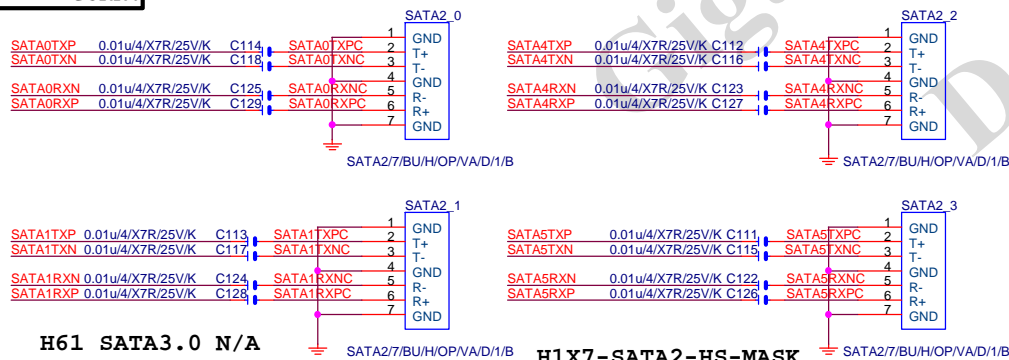 SATA2_0
SATA0TXP 0.01u/4/X7R/25V/K C114 SATA0TXPC 1 GND
SATA0TXN 0.01u/4/X7R/25V/K C118 SATA0TXNC 2 T+
3 T-
4 GND
SATA0RXN 0.01u/4/X7R/25V/K C125 SATA0RXNC 5 R-
SATA0RXP 0.01u/4/X7R/25V/K C129 SATA0RXPC 6 R+
7 GND
SATA2/7/BU/H/OP/VA/D/1/B
SATA2_2
SATA4TXP 0.01u/4/X7R/25V/K C112 SATA4TXPC 1 GND
SATA4TXN 0.01u/4/X7R/25V/K C116 SATA4TXNC 2 T+
3 T-
4 GND
SATA4RXN 0.01u/4/X7R/25V/K C123 SATA4RXNC 5 R-
SATA4RXP 0.01u/4/X7R/25V/K C127 SATA4RXPC 6 R+
7 GND
SATA2/7/BU/H/OP/VA/D/1/B
SATA2_1
SATA1TXP 0.01u/4/X7R/25V/K C113 SATA1TXPC 1 GND
SATA1TXN 0.01u/4/X7R/25V/K C117 SATA1TXNC 2 T+
3 T-
4 GND
SATA1RXN 0.01u/4/X7R/25V/K C124 SATA1RXNC 5 R-
SATA1RXP 0.01u/4/X7R/25V/K C128 SATA1RXPC 6 R+
7 GND
H61 SATA3.0 N/A
SATA2/7/BU/H/OP/VA/D/1/B
SATA2_3
SATA5TXP 0.01u/4/X7R/25V/K C111 SATA5TXPC 1 GND
SATA5TXN 0.01u/4/X7R/25V/K C115 SATA5TXNC 2 T+
3 T-
4 GND
SATA5RXN 0.01u/4/X7R/25V/K C122 SATA5RXNC 5 R-
SATA5RXP 0.01u/4/X7R/25V/K C126 SATA5RXPC 6 R+
7 GND
H1X7-SATA2-HS-MASK
SATA2/7/BU/H/OP/VA/D/1/B